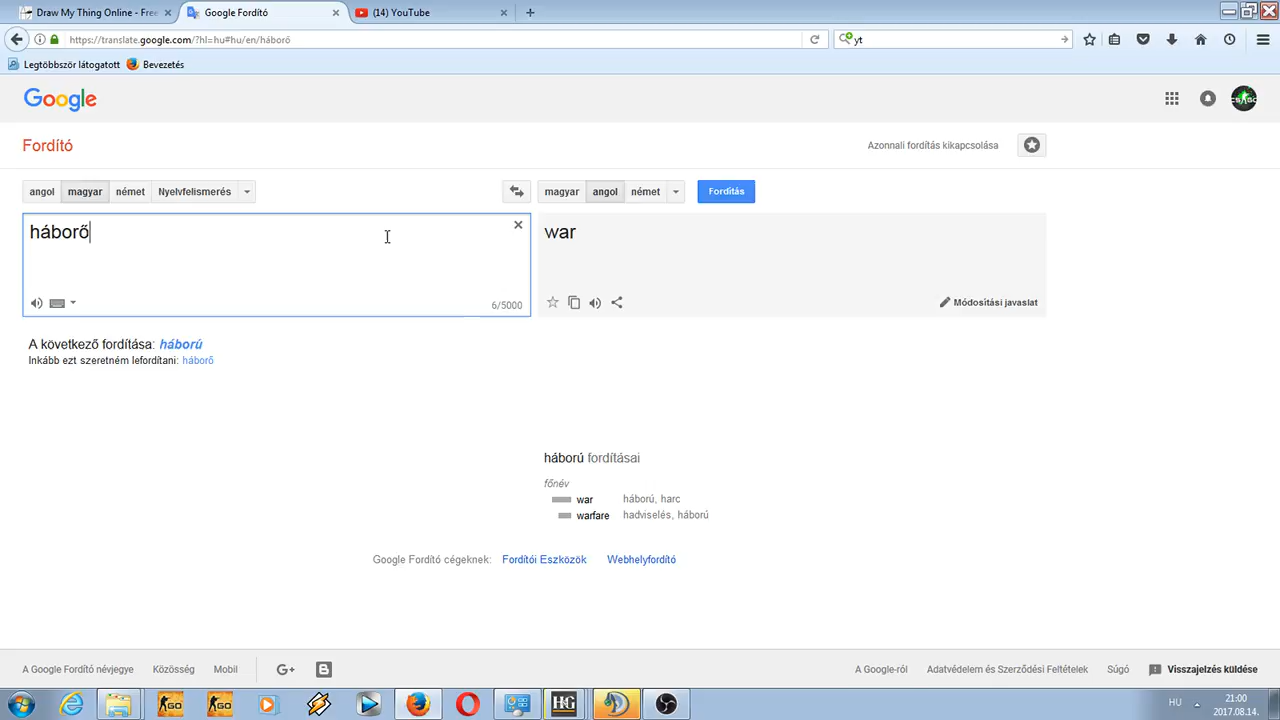 Draw My Thing Online - Free
Google Fordító
(14) YouTube
https://translate.google.com/?hl=hu#hu/en/háborő
yt
Legtöbbször látogatott
Bevezetés
Google
Fordító
Azonnali fordítás kikapcsolása
angol
magyar
német
Nyelvfelismerés
magyar
angol
német
Fordítás
háborő
war
6/5000
Módosítási javaslat
A következő fordítása: háború
Inkább ezt szeretném lefordítani: háborő
háború fordításai
főnév
war háború, harc
warfare hadviselés, háború
Google Fordító cégeknek: Fordítói Eszközök Webhelyfordító
A Google Fordító névjegye
Közösség
Mobil
G+
A Google-ról
Adatvédelem és Szerződési Feltételek
Súgó
Visszajelzés küldése
GO
GO
HG
HU
21:00
2017.08.14.